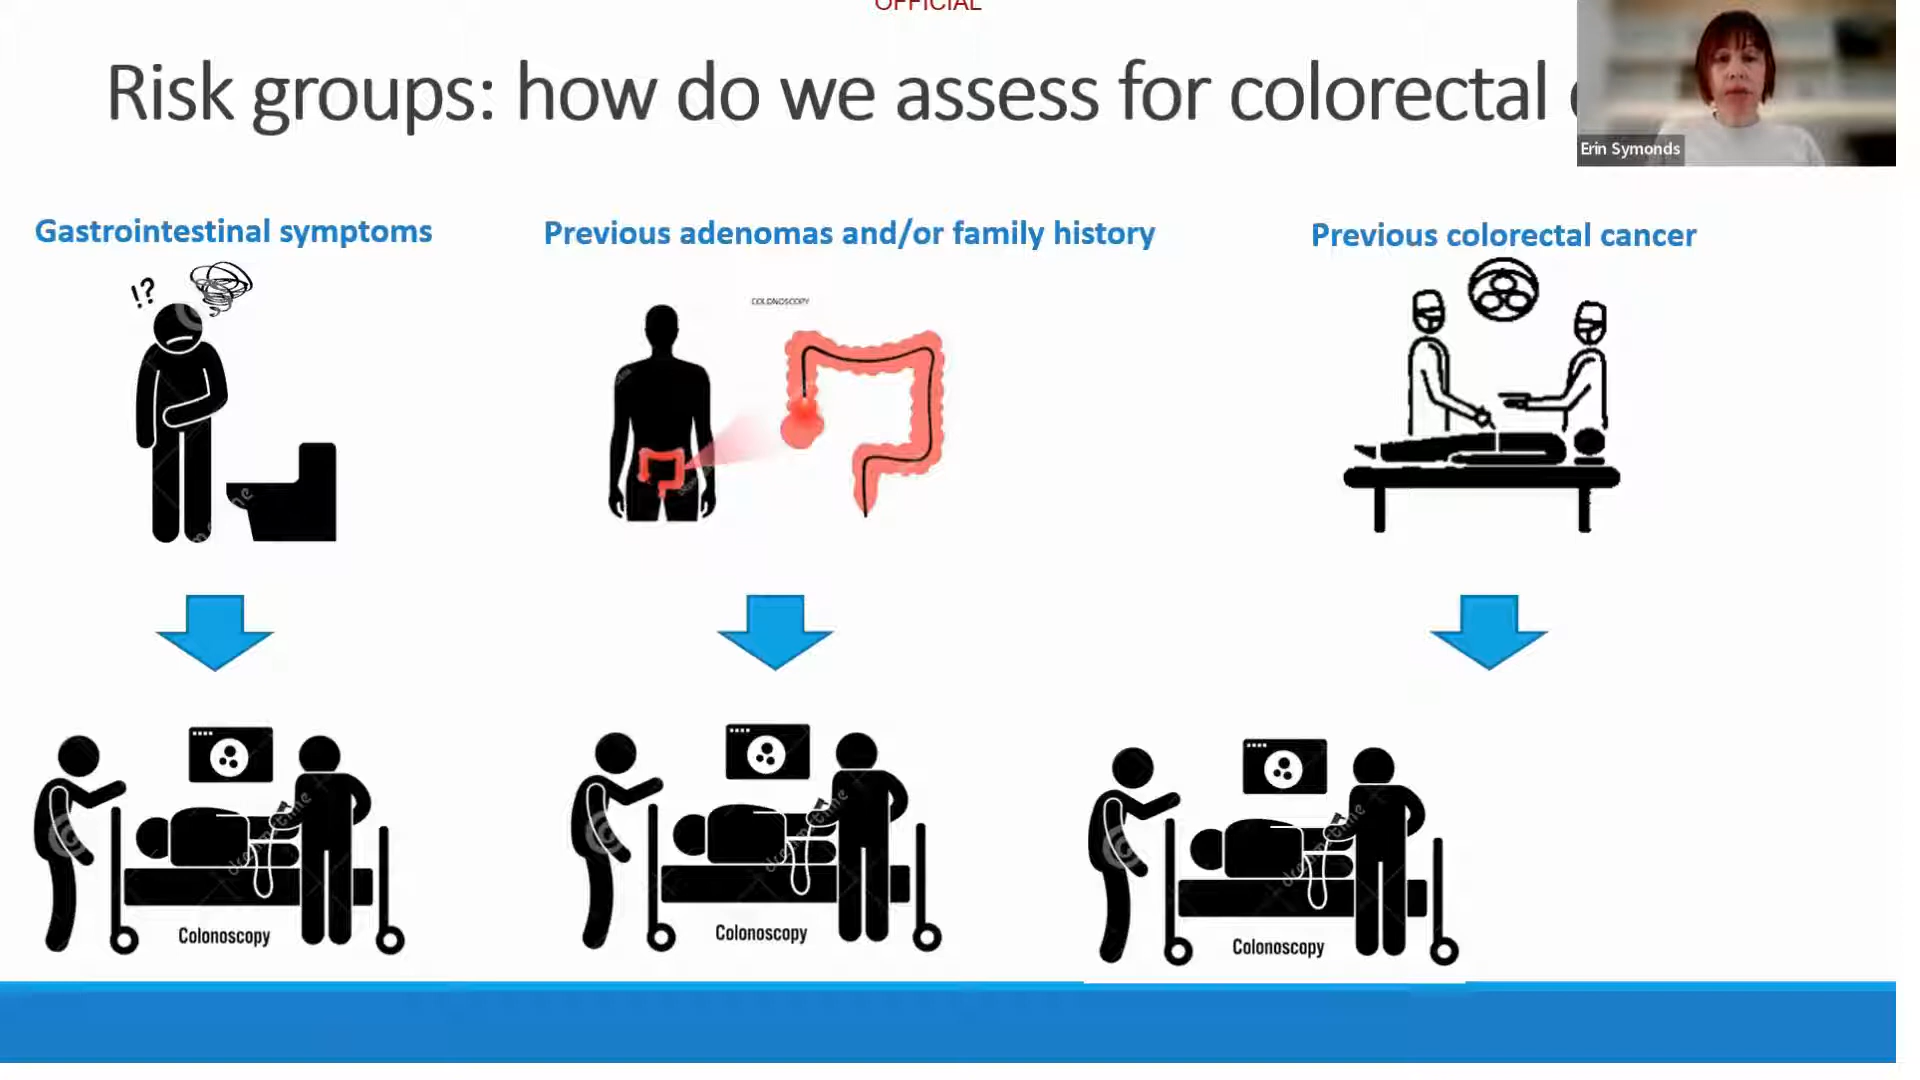 OFFICIAL
Risk groups: how do we assess for colorectal
Erin Symonds
Gastrointestinal symptoms
Previous adenomas and/or family history
Previous colorectal cancer
!?
COLONOSCOPY
Colonoscopy
Colonoscopy
Colonoscopy